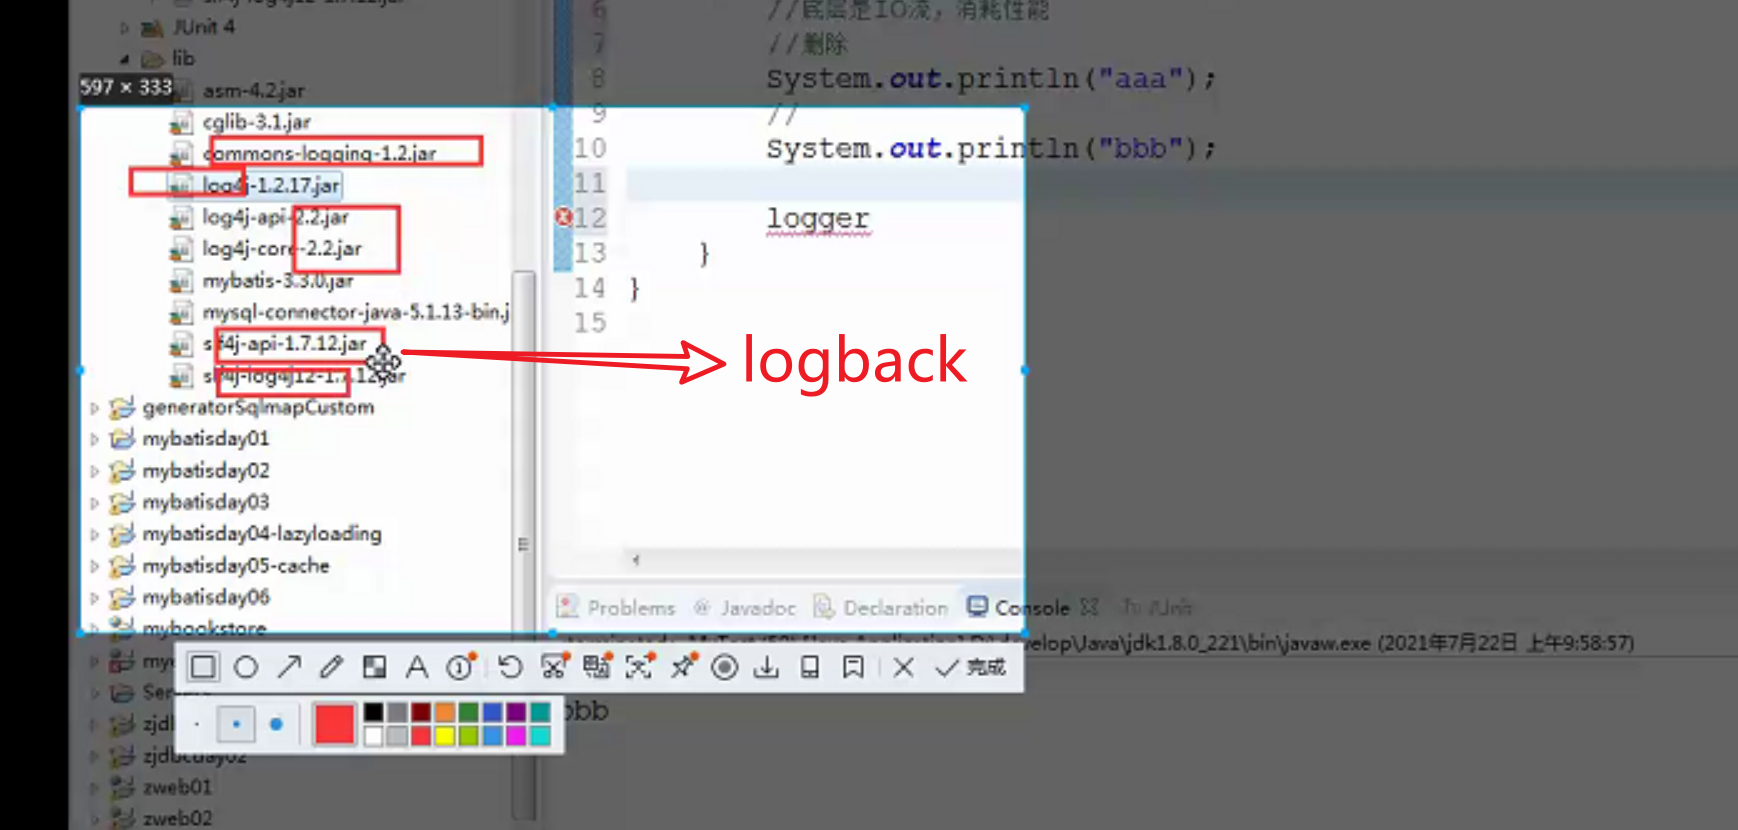 JUnit 4
lib
597 × 333
asm-4.2.jar
cglib-3.1.jar
commons-logging-1.2.jar
log4j-1.2.17.jar
log4j-api-2.2.jar
log4j-core-2.2.jar
mybatis-3.3.0.jar
mysql-connector-java-5.1.13-bin.j
slf4j-api-1.7.12.jar
slf4j-log4j12-1.7.12.jar
generatorSqlmapCustom
mybatisday01
mybatisday02
mybatisday03
mybatisday04-lazyloading
mybatisday05-cache
mybatisday06
mybookstore
zweb01
zweb02
6 //底层是IO流，消耗性能
7 //删除
8 System.out.println("aaa");
9 //
10 System.out.println("bbb");
11
12 logger
13 }
14 }
15
logback
Problems @ Javadoc Declaration Console JUnit
velop\Java\jdk1.8.0_221\bin\javaw.exe (2021年7月22日 上午9:58:57)
A 1 完成
bbb